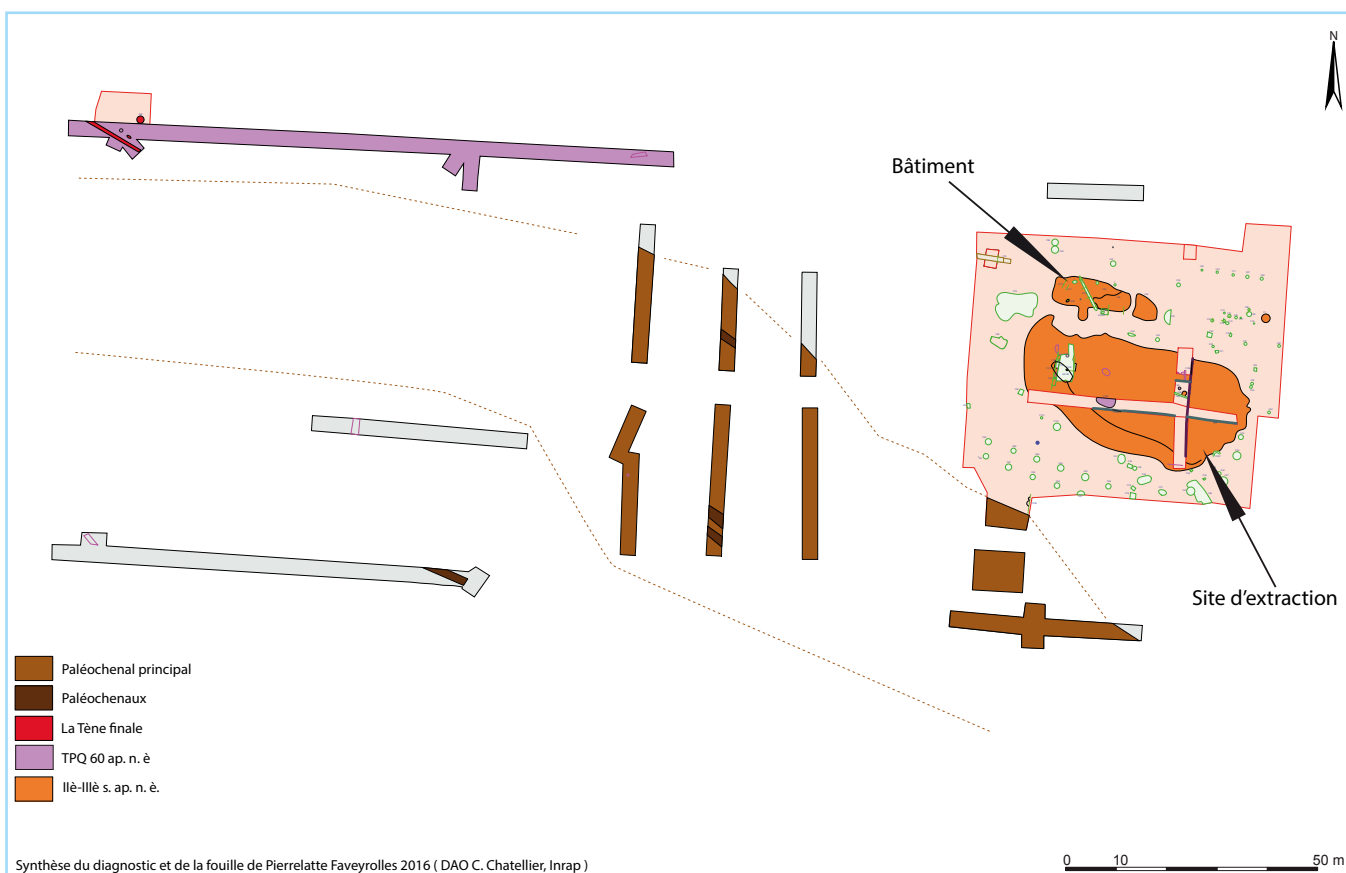 N
Bâtiment
Site d'extraction
Paléochenal principal
Paléochenaux
La Tène finale
TPQ 60 ap. n. è
IIè-IIIè s. ap. n. è.
Synthèse du diagnostic et de la fouille de Pierrelatte Faveyrolles 2016 ( DAO C. Chatellier, Inrap )
0 10 50 m